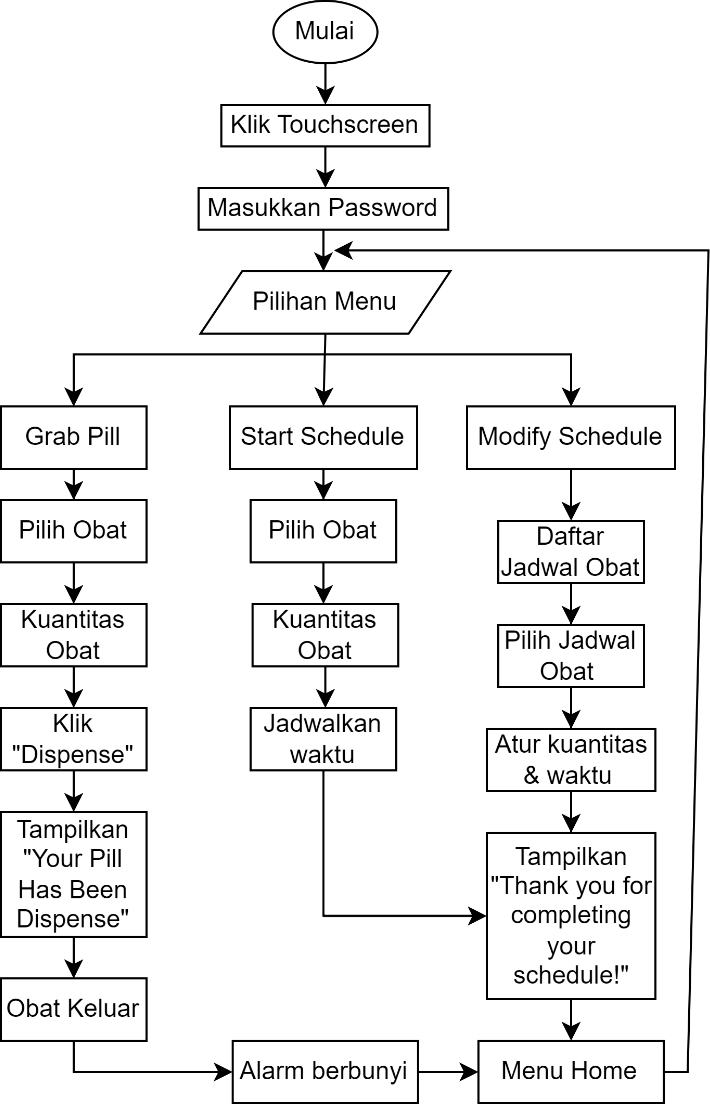 Mulai
Klik Touchscreen
Masukkan Password
Pilihan Menu
Grab Pill
Start Schedule
Modify Schedule
Pilih Obat
Pilih Obat
Daftar
Jadwal Obat
Kuantitas
Obat
Kuantitas
Obat
Pilih Jadwal
Obat
Klik
"Dispense"
Jadwalkan
waktu
Atur kuantitas
& waktu
Tampilkan
"Your Pill
Has Been
Dispense"
Tampilkan
"Thank you for
completing
your
schedule!"
Obat Keluar
Alarm berbunyi
Menu Home